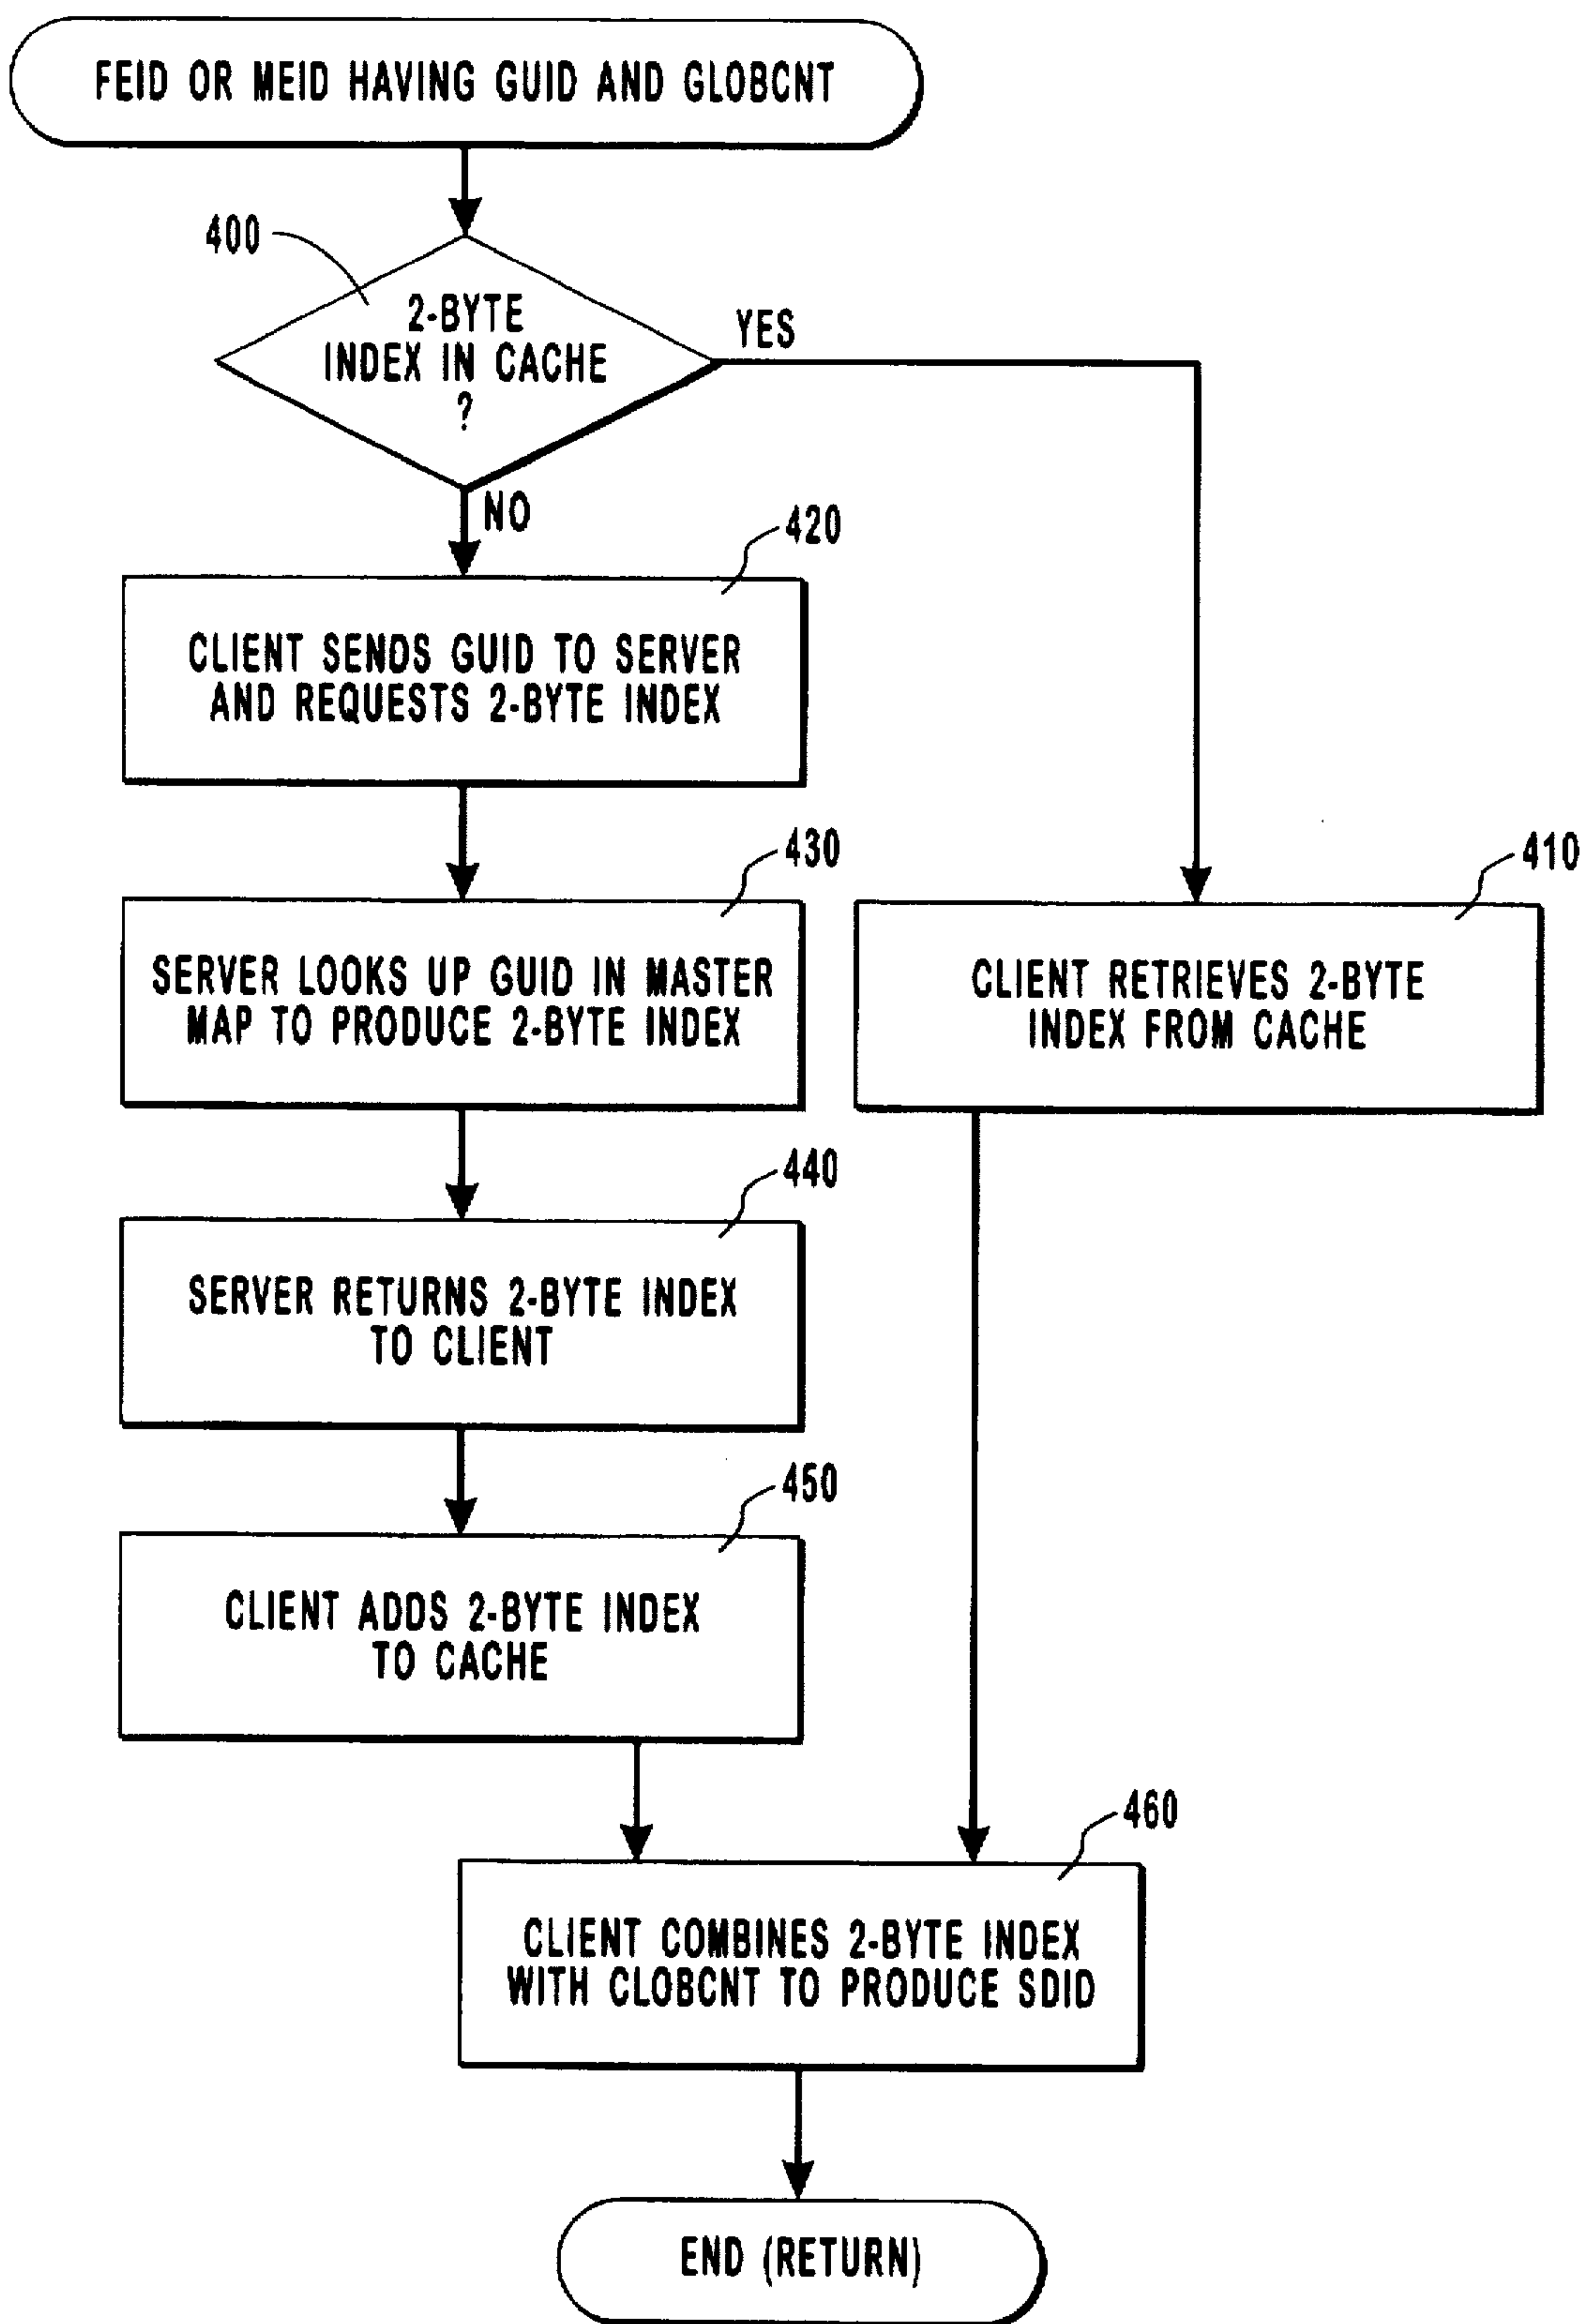 FEID OR MEID HAVING GUID AND GLOBCNT
400
2-BYTE
INDEX IN CACHE
?
YES
NO
420
CLIENT SENDS GUID TO SERVER
AND REQUESTS 2-BYTE INDEX
430
SERVER LOOKS UP GUID IN MASTER
MAP TO PRODUCE 2-BYTE INDEX
410
CLIENT RETRIEVES 2-BYTE
INDEX FROM CACHE
440
SERVER RETURNS 2-BYTE INDEX
TO CLIENT
450
CLIENT ADDS 2-BYTE INDEX
TO CACHE
460
CLIENT COMBINES 2-BYTE INDEX
WITH CLOBCNT TO PRODUCE SDID
END (RETURN)